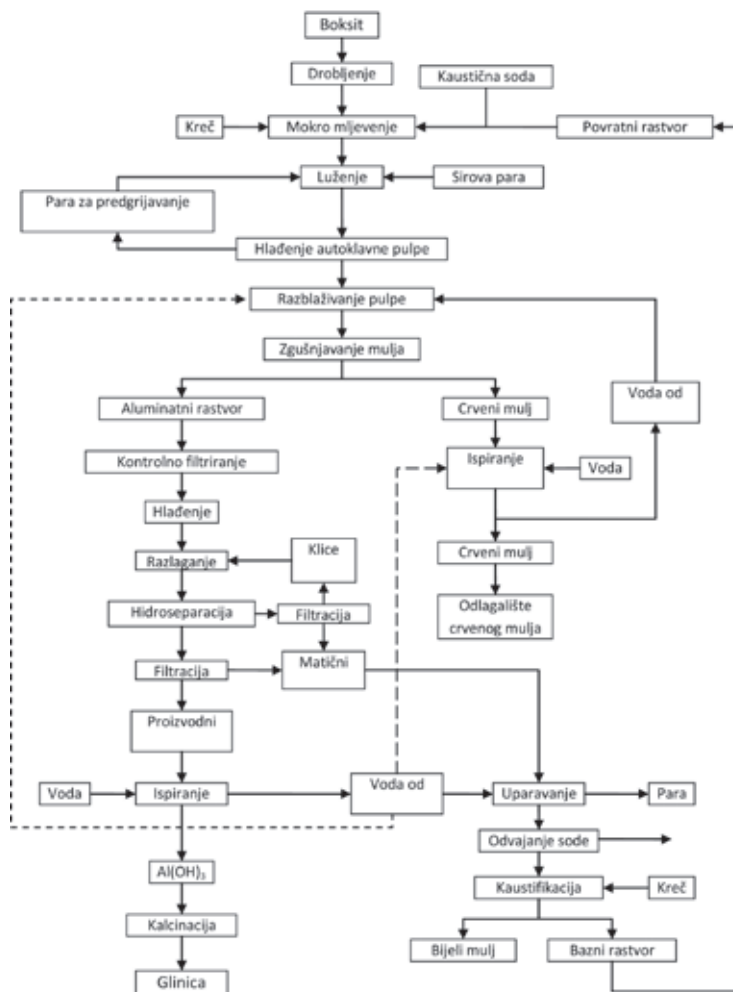 Boksit
Drobljenje
Kaustična soda
Kreč
Mokro mljevenje
Povratni rastvor
Luženje
Sirova para
Para za predgrijavanje
Hlađenje autoklavne pulpe
Razblaživanje pulpe
Zgušnjavanje mulja
Aluminatni rastvor
Crveni mulj
Voda od
Kontrolno filtriranje
Ispiranje
Voda
Hlađenje
Klice
Crveni mulj
Razlaganje
Hidroseparacija
Filtracija
Odlagalište
crvenog mulja
Filtracija
Matični
Proizvodni
Voda
Ispiranje
Voda od
Uparavanje
Para
Odvajanje sode
Al(OH)₃
Kaustifikacija
Kreč
Kalcinacija
Bijeli mulj
Bazni rastvor
Glinica